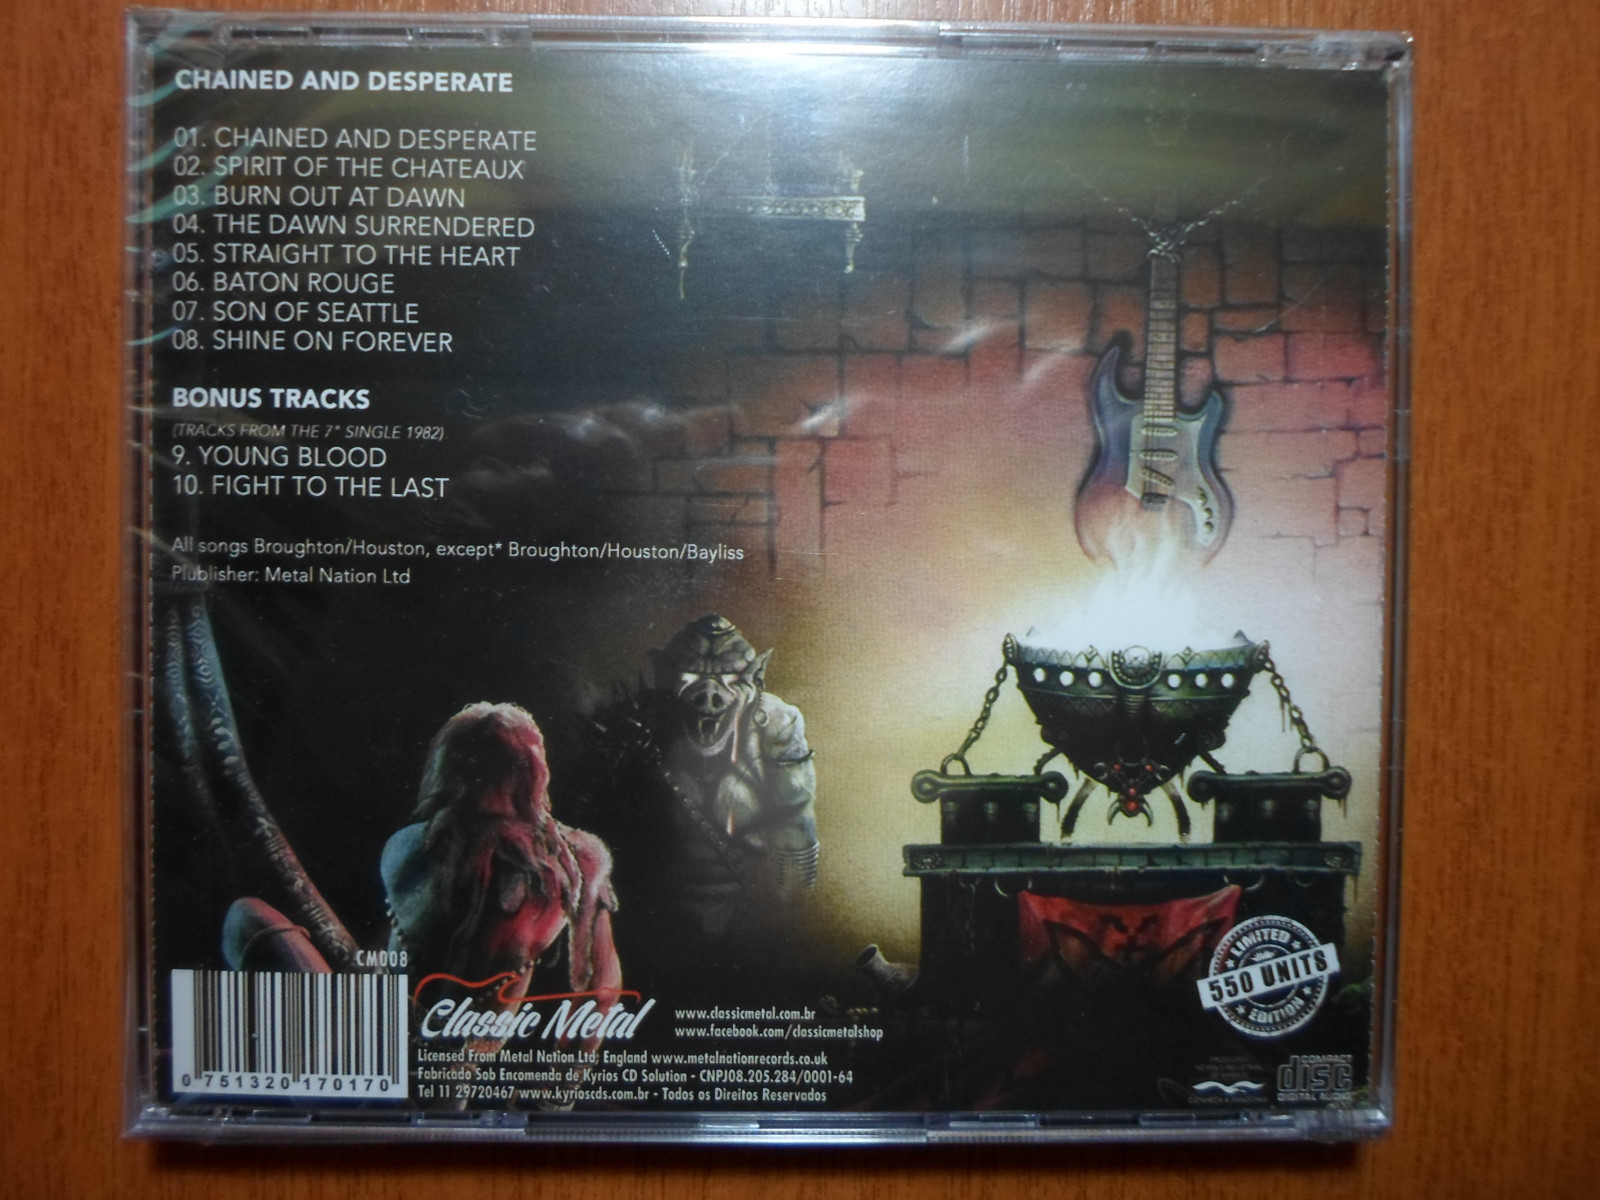 CHAINED AND DESPERATE
01. CHAINED AND DESPERATE
02. SPIRIT OF THE CHATEAUX
03. BURN OUT AT DAWN
04. THE DAWN SURRENDERED
05. STRAIGHT TO THE HEART
06. BATON ROUGE
07. SON OF SEATTLE
08. SHINE ON FOREVER
BONUS TRACKS
(TRACKS FROM THE 7" SINGLE 1982)
9. YOUNG BLOOD
10. FIGHT TO THE LAST
All songs Broughton/Houston, except* Broughton/Houston/Bayliss
Plublisher: Metal Nation Ltd
CM008
0 751320 170170
Classic Metal
www.classicmetal.com.br
www.facebook.com/classicmetalshop
Licensed From Metal Nation Ltd; England www.metalnationrecords.co.uk
Fabricado Sob Encomenda de Kyrios CD Solution - CNPJ08.205.284/0001-64
Tel 11 29720467 www.kyrioscds.com.br - Todos os Direitos Reservados
LIMITED
550 UNITS
EDITION
COMPACT
disc
DIGITAL AUDIO